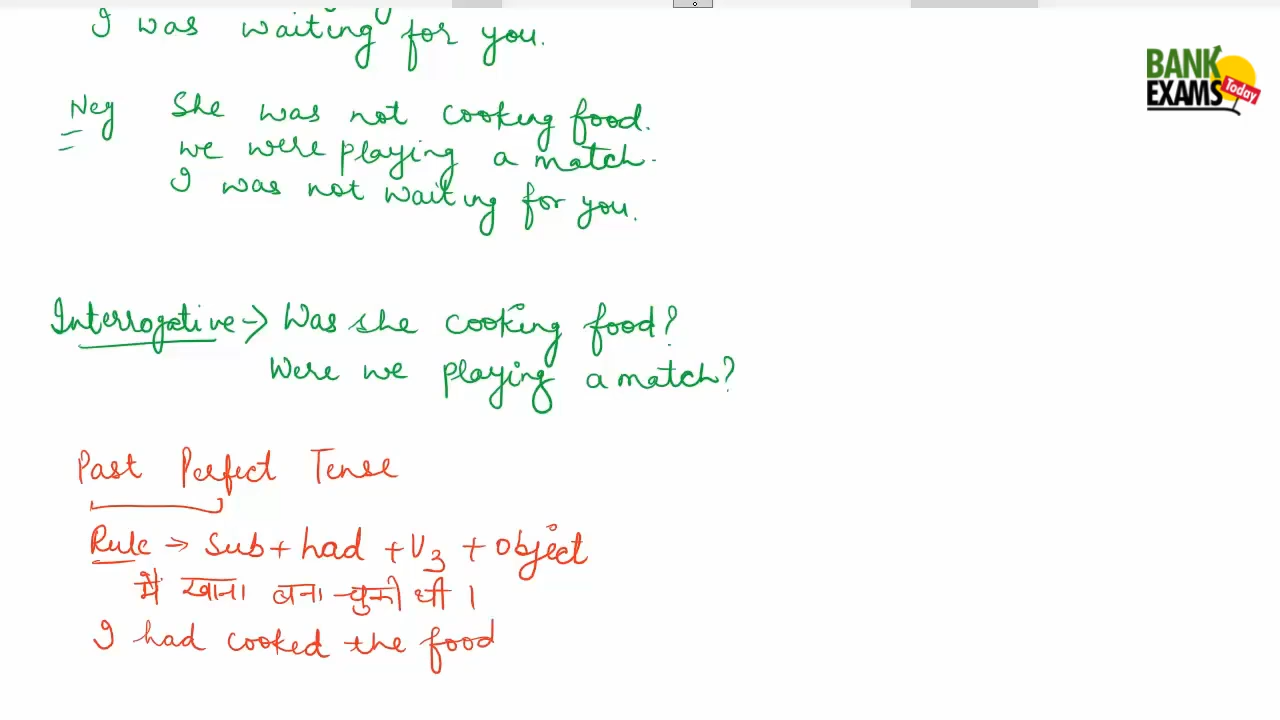 I was waiting for you.
BANK
EXAMS Today
Neg She was not cooking food.
we were playing a match.
I was not waiting for you.
Interrogative → Was she cooking food?
Were we playing a match?
Past Perfect Tense
Rule → Sub + had + V3 + object
मैं खाना बना चुकी थी ।
I had cooked the food